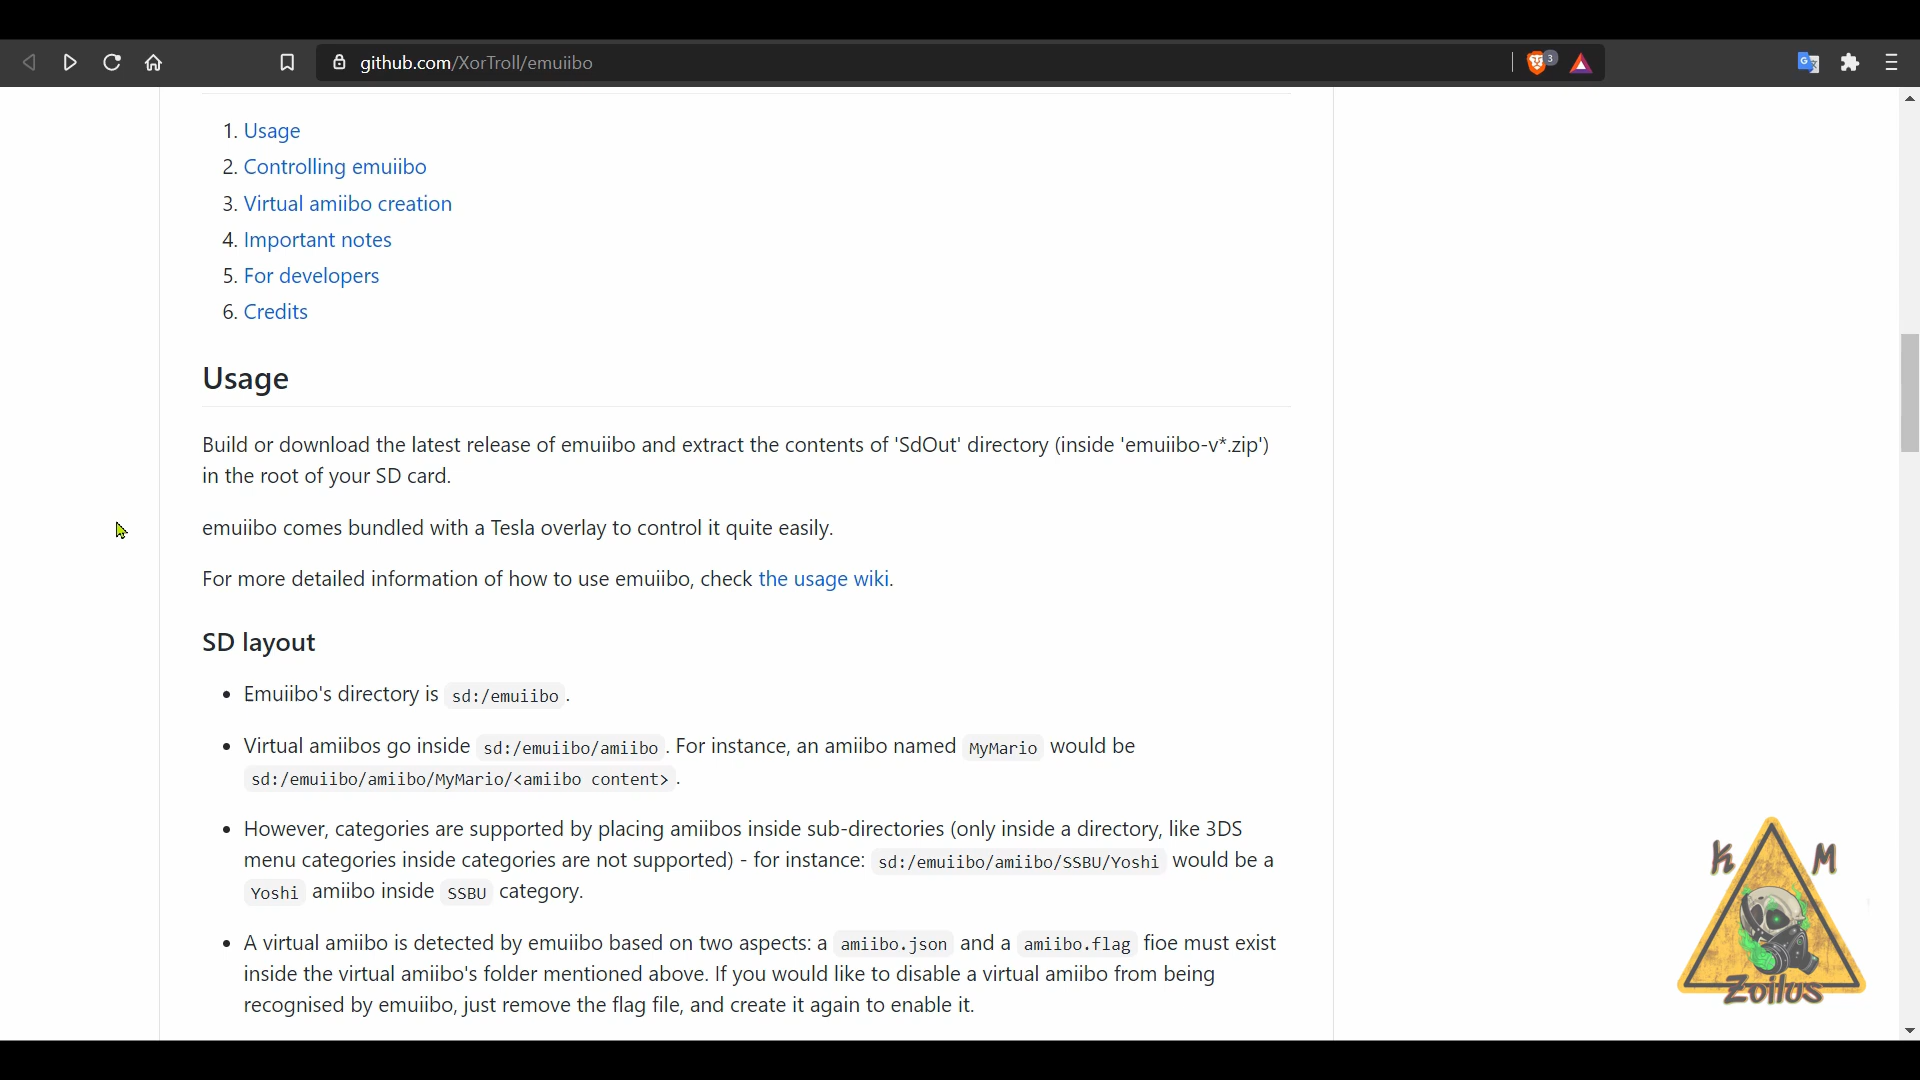 github.com/XorTroll/emuiibo
3
1. Usage
2. Controlling emuiibo
3. Virtual amiibo creation
4. Important notes
5. For developers
6. Credits
Usage
Build or download the latest release of emuiibo and extract the contents of 'SdOut' directory (inside 'emuiibo-v*.zip')
in the root of your SD card.
emuiibo comes bundled with a Tesla overlay to control it quite easily.
For more detailed information of how to use emuiibo, check the usage wiki.
SD layout
• Emuiibo's directory is sd:/emuiibo .
• Virtual amiibos go inside sd:/emuiibo/amiibo . For instance, an amiibo named MyMario would be
sd:/emuiibo/amiibo/MyMario/<amiibo content> .
• However, categories are supported by placing amiibos inside sub-directories (only inside a directory, like 3DS
menu categories inside categories are not supported) - for instance: sd:/emuiibo/amiibo/SSBU/Yoshi would be a
Yoshi amiibo inside SSBU category.
• A virtual amiibo is detected by emuiibo based on two aspects: a amiibo.json and a amiibo.flag fioe must exist
inside the virtual amiibo's folder mentioned above. If you would like to disable a virtual amiibo from being
recognised by emuiibo, just remove the flag file, and create it again to enable it.
K M
Zoilus